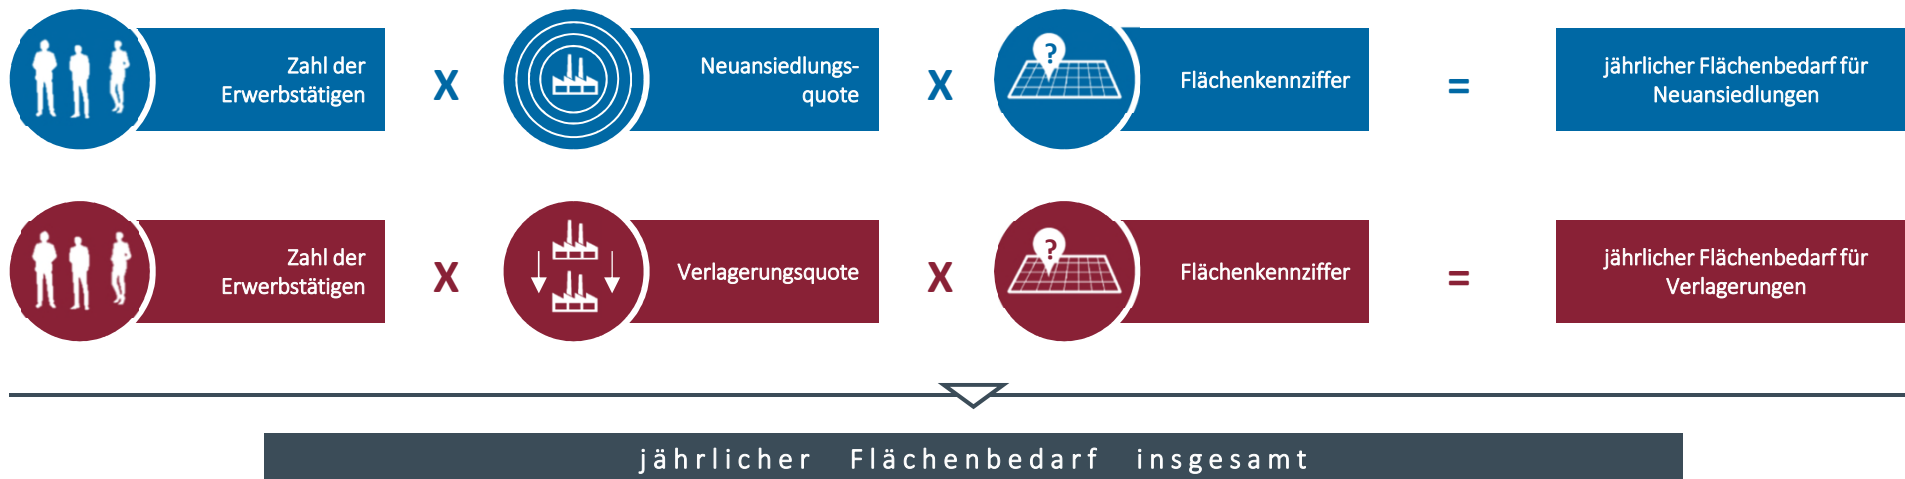 Zahl der
Erwerbstätigen
X
Neuansiedlungs-
quote
X
?
Flächenkennziffer
=
jährlicher Flächenbedarf für
Neuansiedlungen
Zahl der
Erwerbstätigen
X
Verlagerungsquote
X
?
Flächenkennziffer
=
jährlicher Flächenbedarf für
Verlagerungen
jährlicher Flächenbedarf insgesamt